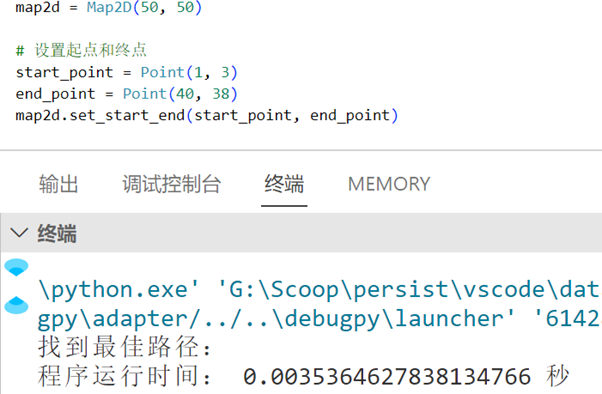 map2d = Map2D(50, 50)
# 设置起点和终点
start_point = Point(1, 3)
end_point = Point(40, 38)
map2d.set_start_end(start_point, end_point)
输出 调试控制台 终端 MEMORY
终端
\python.exe' 'G:\Scoop\persist\vscode\dat
gpy\adapter/../..\debugpy\launcher' '6142
找到最佳路径:
程序运行时间: 0.0035364627838134766 秒